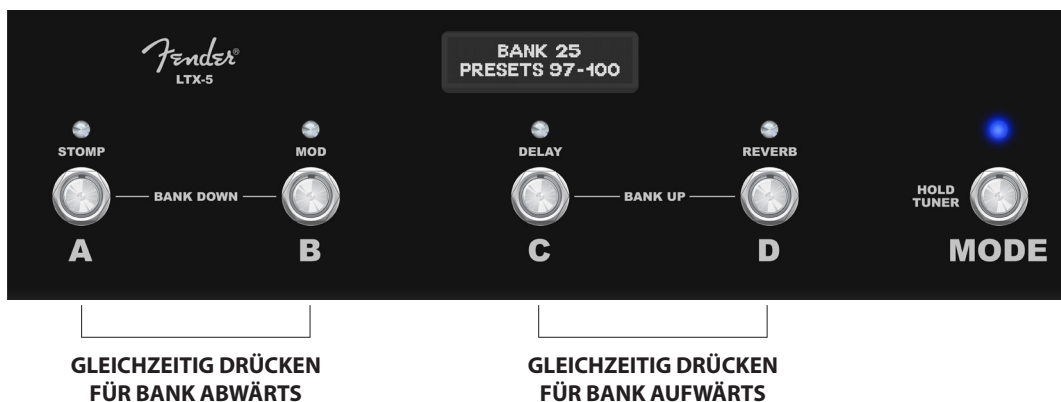 Fender®
LTX-5
BANK 25
PRESETS 97-100
STOMP
MOD
DELAY
REVERB
BANK DOWN
BANK UP
HOLD
TUNER
A
B
C
D
MODE
GLEICHZEITIG DRÜCKEN
FÜR BANK ABWÄRTS
GLEICHZEITIG DRÜCKEN
FÜR BANK AUFWÄRTS